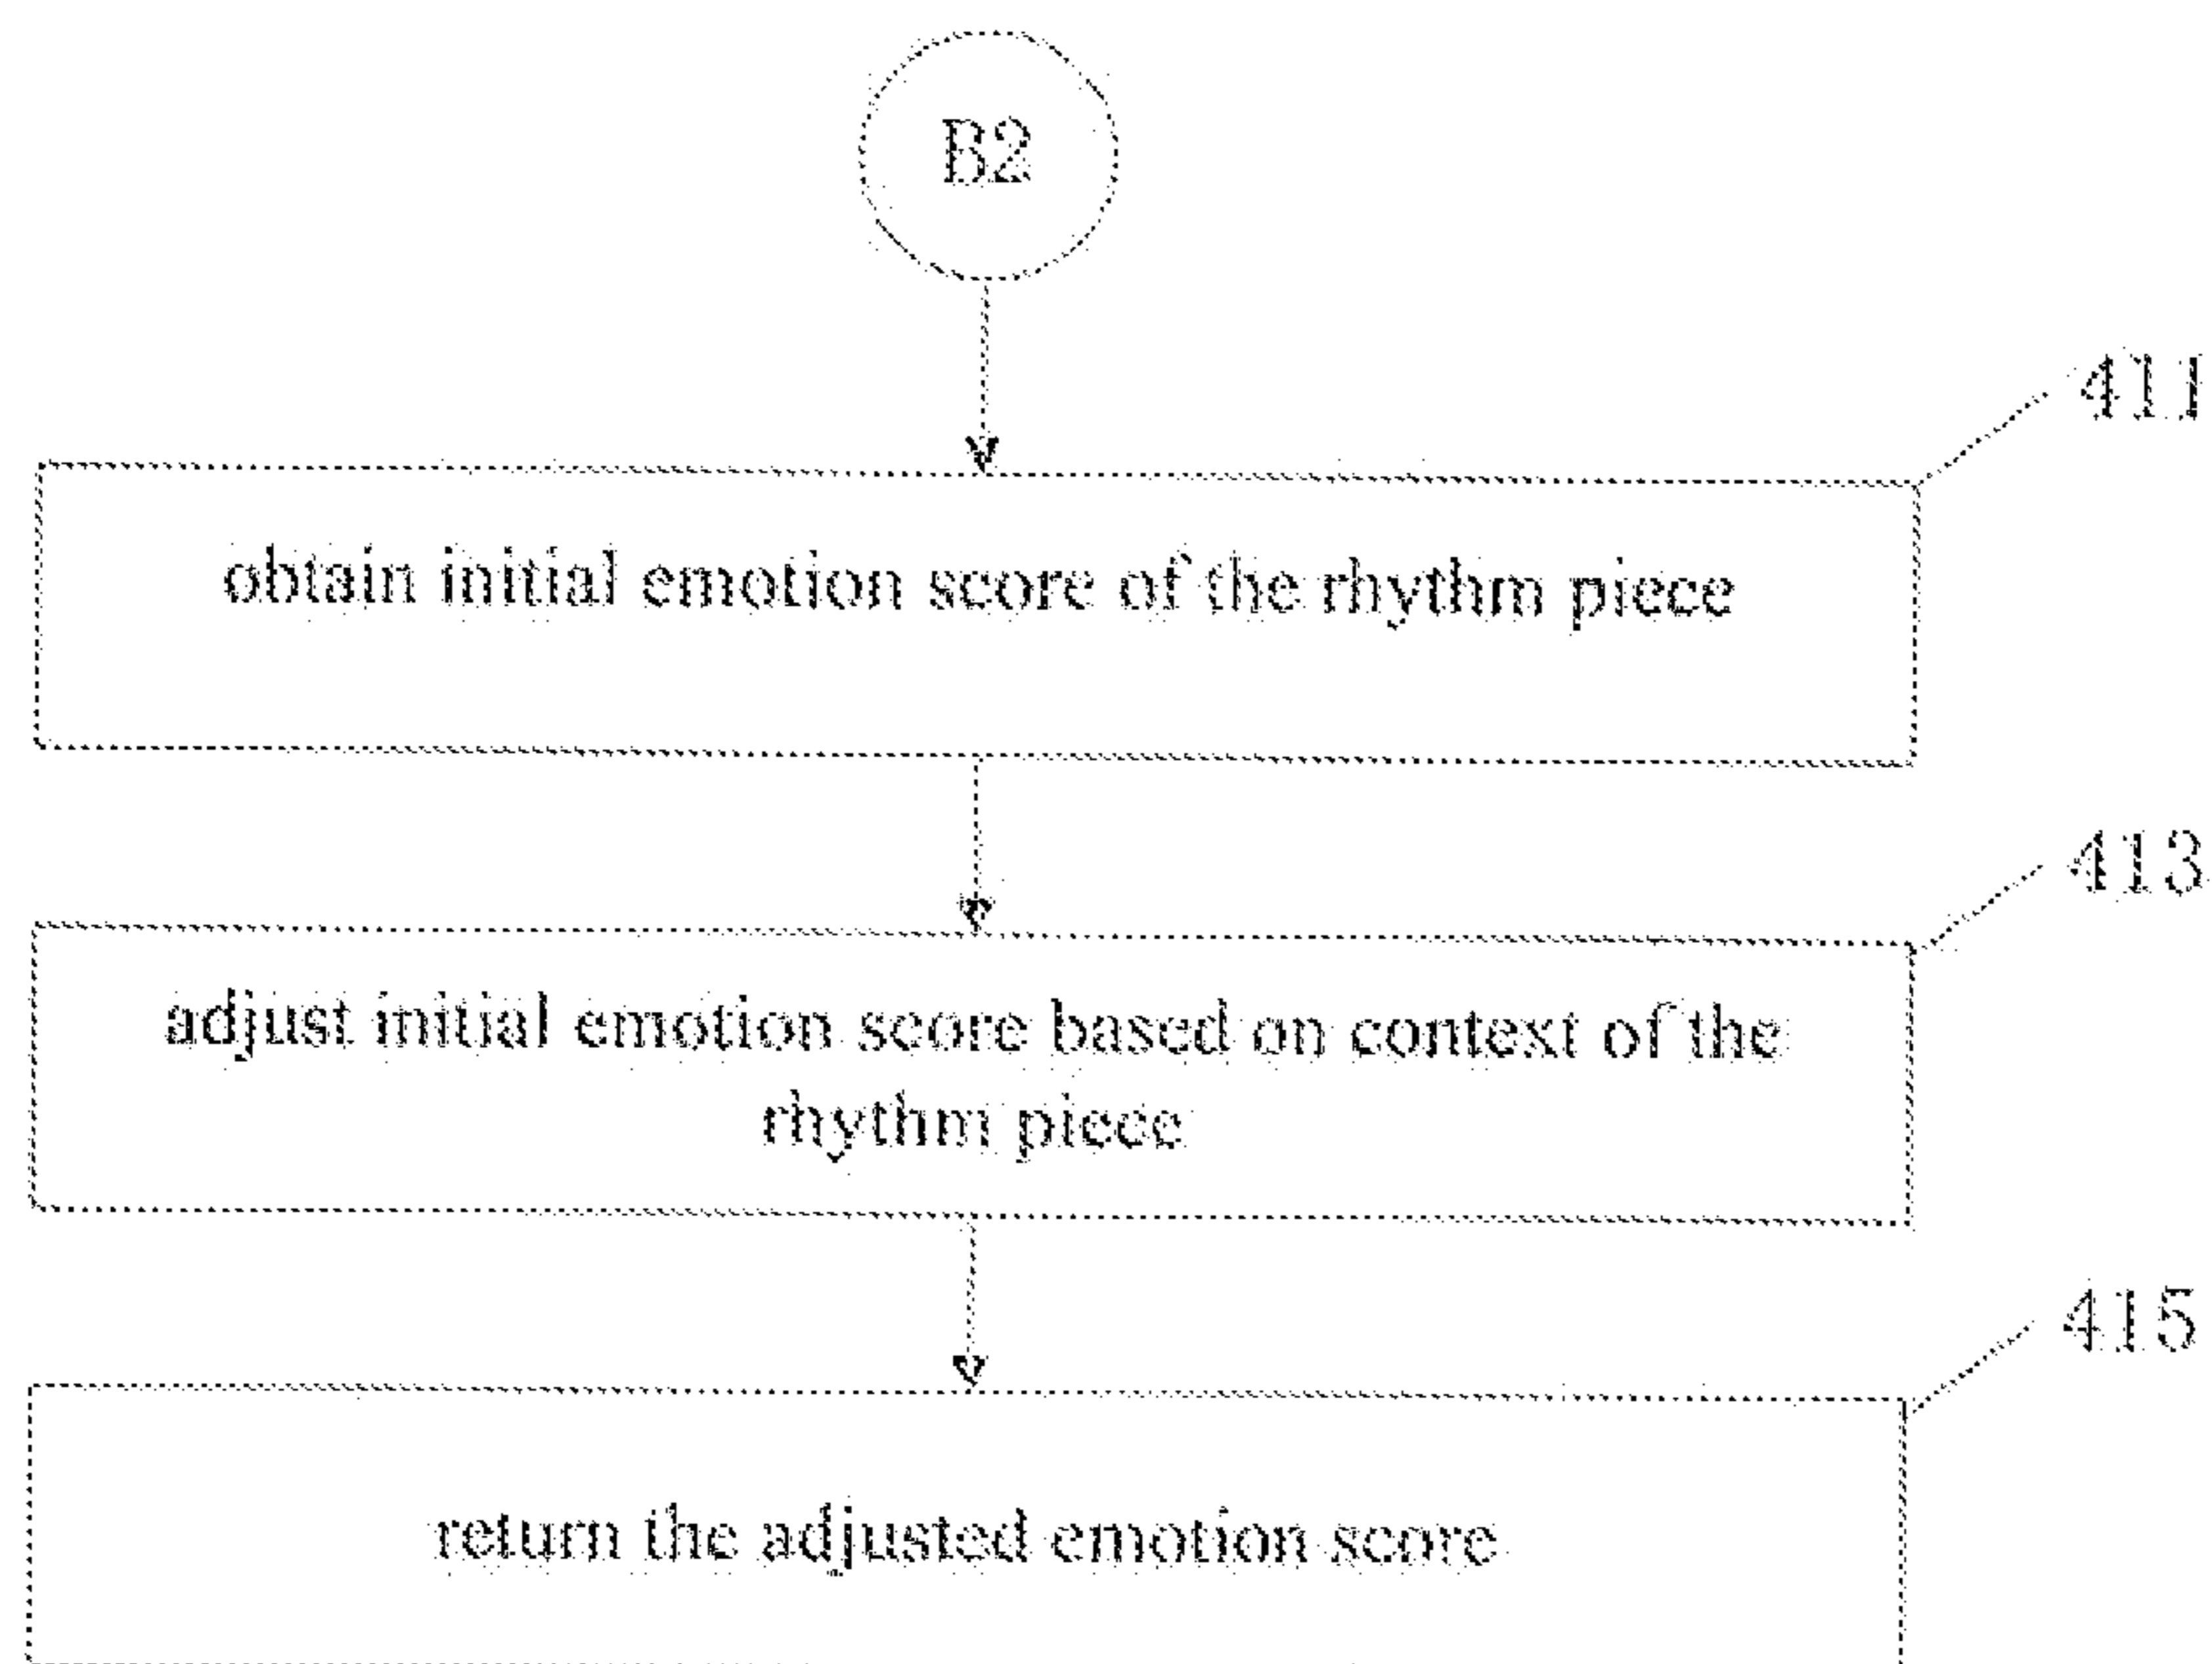 B2
411
obtain initial emotion score of the rhythm piece
413
adjust initial emotion score based on context of the
rhythm piece
415
return the adjusted emotion score